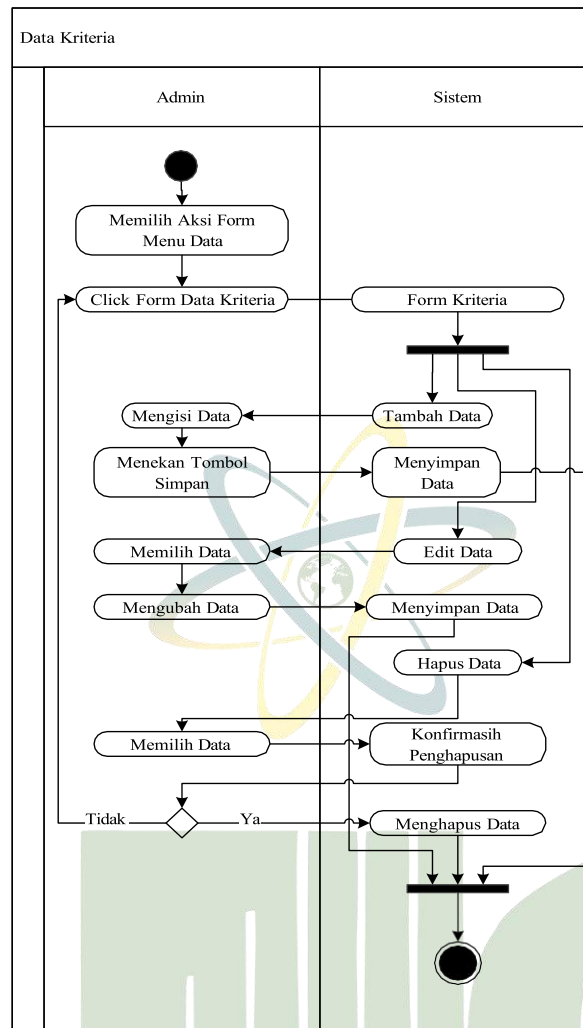 Data Kriteria
Admin
Sistem
Memilih Aksi Form
Menu Data
Click Form Data Kriteria
Form Kriteria
Mengisi Data
Tambah Data
Menekan Tombol
Simpan
Menyimpan
Data
Memilih Data
Edit Data
Mengubah Data
Menyimpan Data
Hapus Data
Memilih Data
Konfirmasih
Penghapusan
Tidak
Ya
Menghapus Data